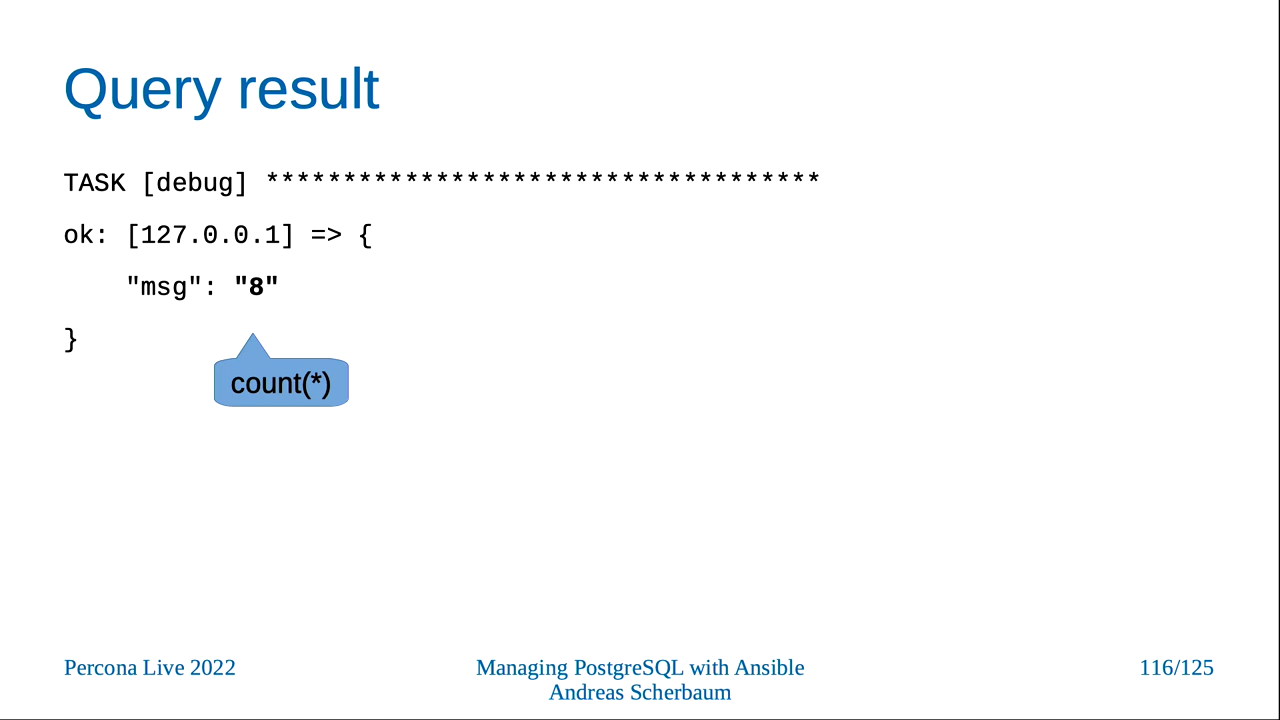 Query result
TASK [debug] ************************************
ok: [127.0.0.1] => {
    "msg": "8"
}
count(*)
Percona Live 2022
Managing PostgreSQL with Ansible
Andreas Scherbaum
116/125